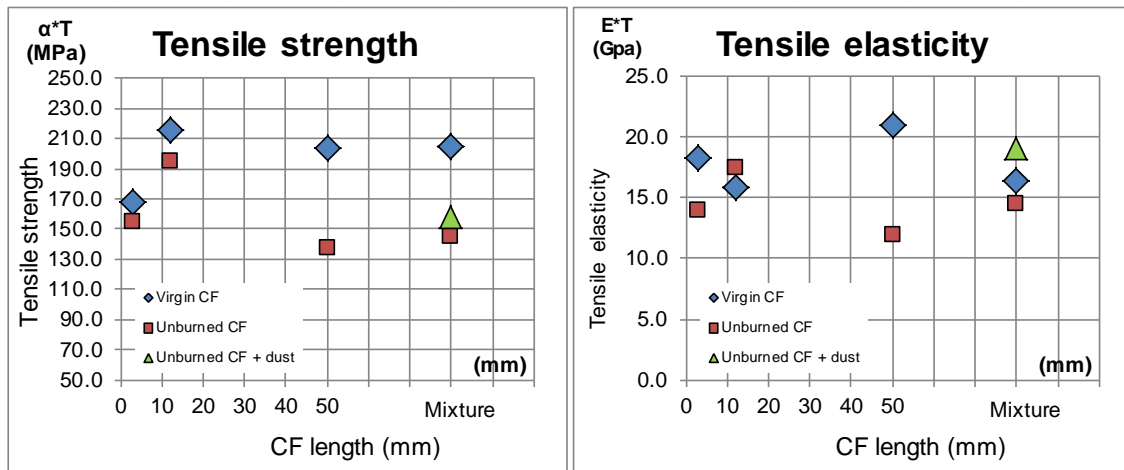 α*T
(MPa)
Tensile strength
250.0
230.0
210.0
190.0
170.0
150.0
130.0
110.0
90.0
70.0
50.0
Tensile strength
Virgin CF
Unburned CF
Unburned CF + dust
(mm)
0 10 20 30 50 Mixture
CF length (mm)
E*T
(Gpa)
Tensile elasticity
25.0
20.0
15.0
10.0
5.0
0.0
Tensile elasticity
Virgin CF
Unburned CF
Unburned CF + dust
(mm)
0 10 20 30 50 Mixture
CF length (mm)